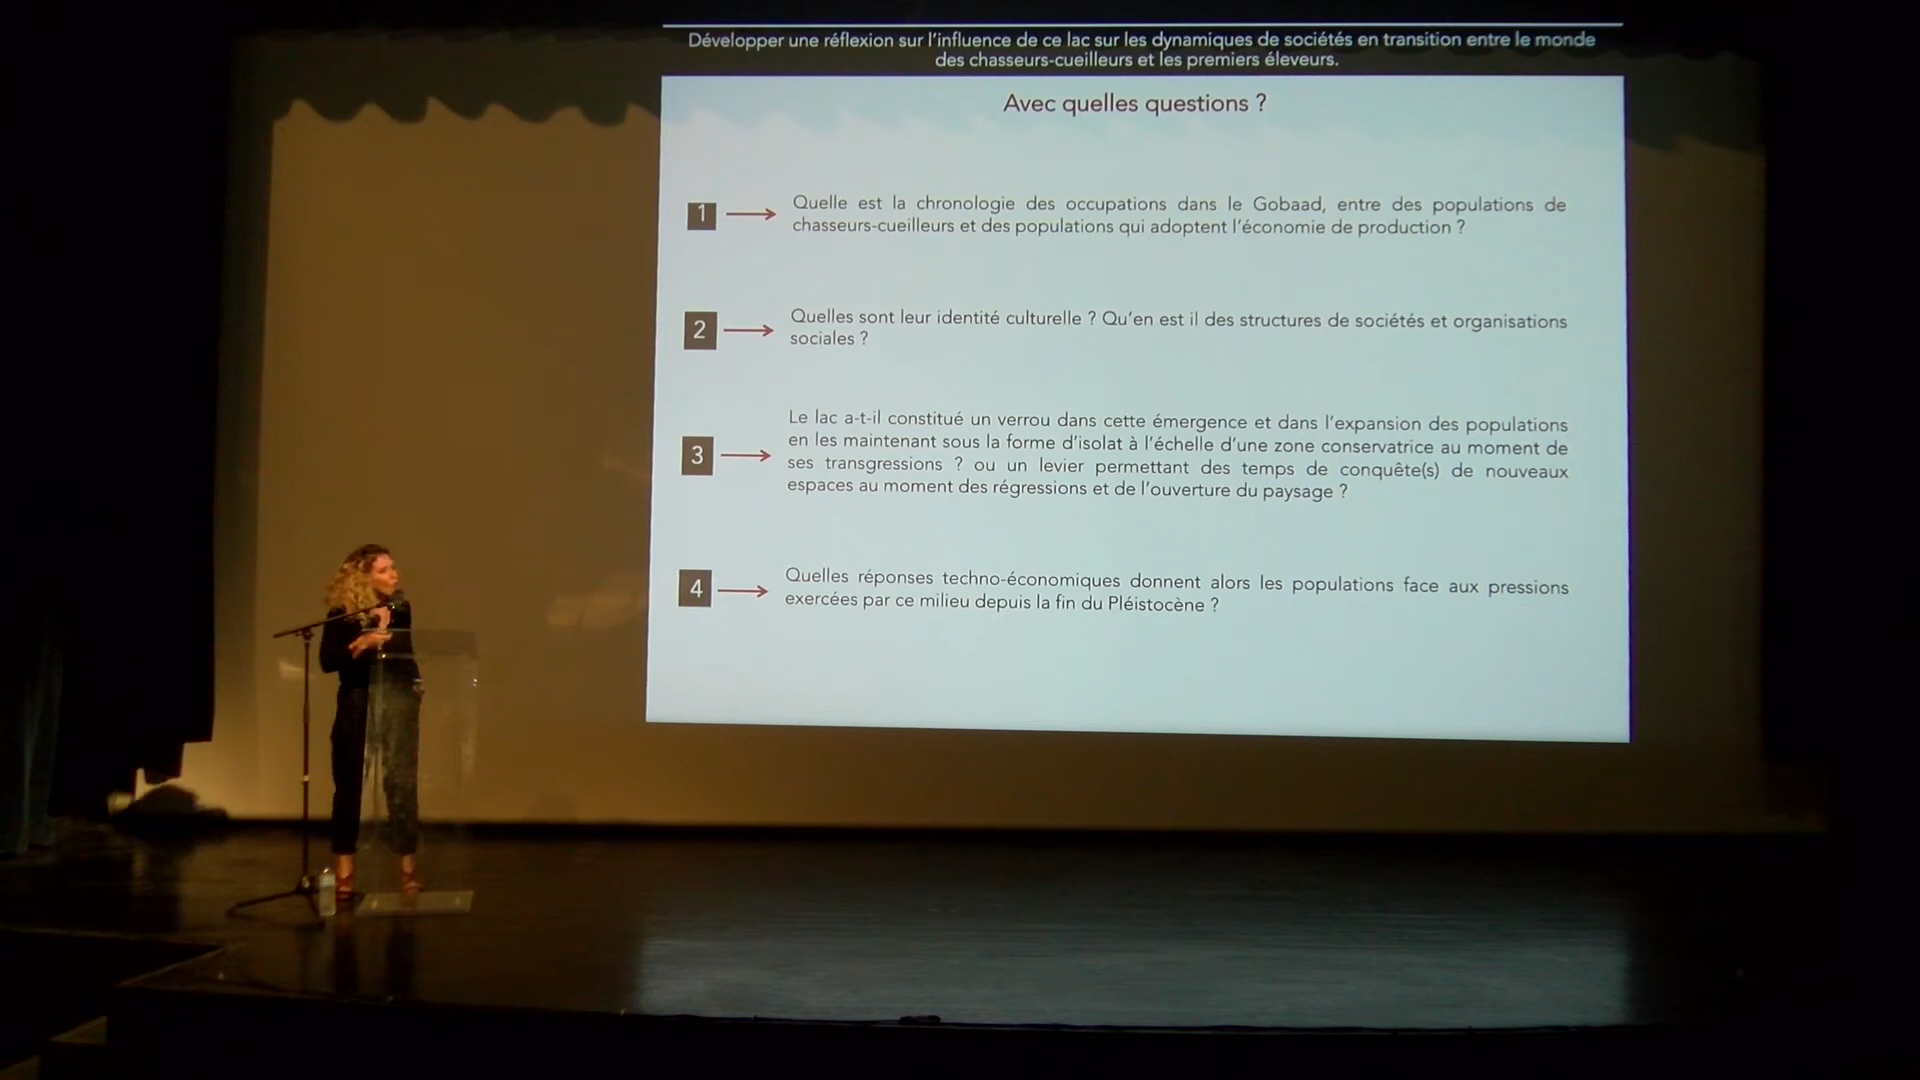 Développer une réflexion sur l'influence de ce lac sur les dynamiques de sociétés en transition entre le monde
des chasseurs-cueilleurs et les premiers éleveurs.
Avec quelles questions ?
1
Quelle est la chronologie des occupations dans le Gobaad, entre des populations de
chasseurs-cueilleurs et des populations qui adoptent l'économie de production ?
2
Quelles sont leur identité culturelle ? Qu'en est il des structures de sociétés et organisations
sociales ?
3
Le lac a-t-il constitué un verrou dans cette émergence et dans l'expansion des populations
en les maintenant sous la forme d'isolat à l'échelle d'une zone conservatrice au moment de
ses transgressions ? ou un levier permettant des temps de conquête(s) de nouveaux
espaces au moment des régressions et de l'ouverture du paysage ?
4
Quelles réponses techno-économiques donnent alors les populations face aux pressions
exercées par ce milieu depuis la fin du Pléistocène ?